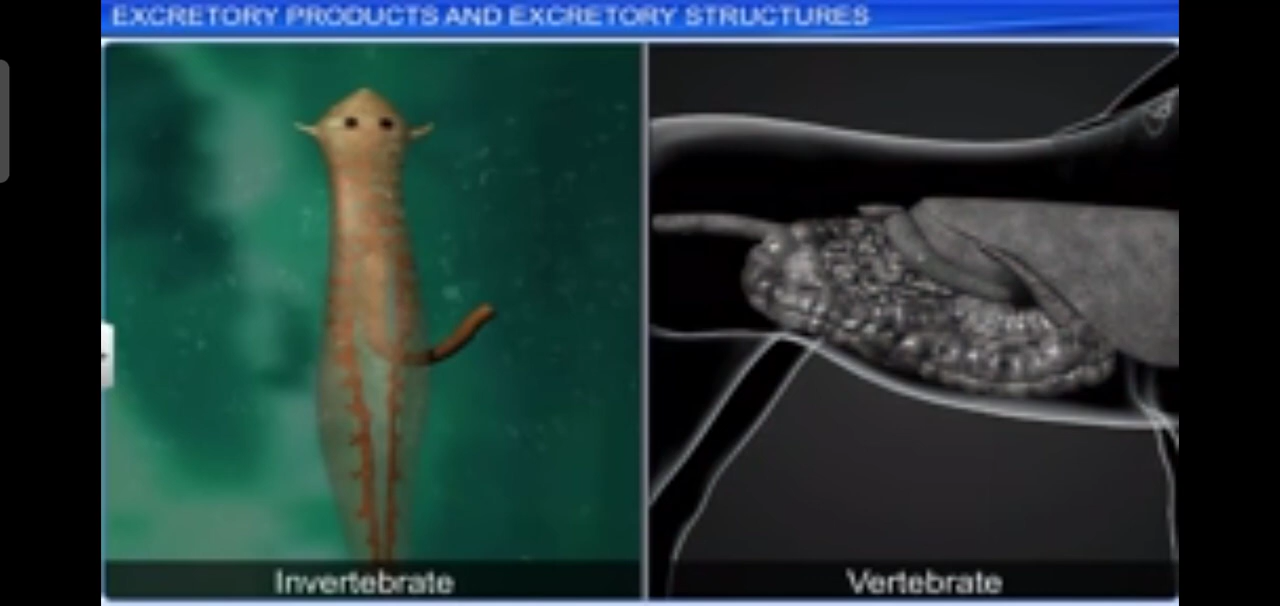 EXCRETORY PRODUCTS AND EXCRETORY STRUCTURES
Invertebrate
Vertebrate